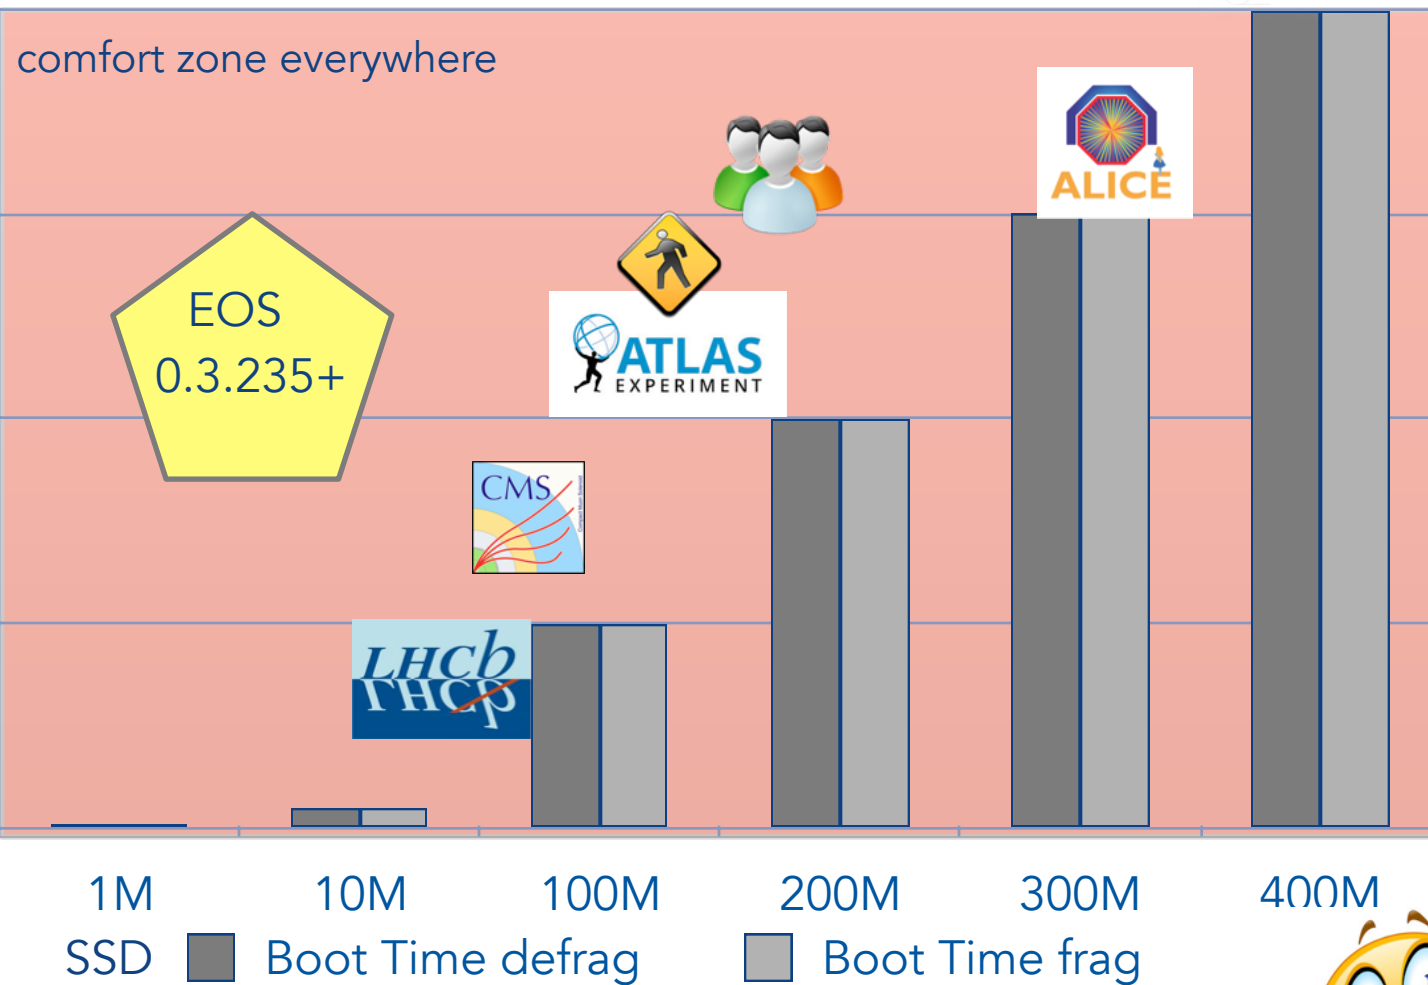 comfort zone everywhere
ALICE
EOS
0.3.235+
ATLAS
EXPERIMENT
CMS
LHCb
1M 10M 100M 200M 300M 400M
SSD Boot Time defrag Boot Time frag